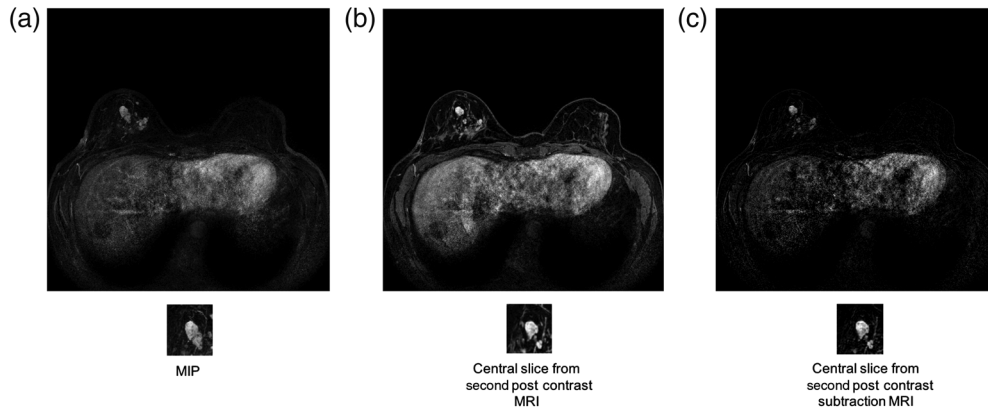 (a)
(b)
(c)
MIP
Central slice from
second post contrast
MRI
Central slice from
second post contrast
subtraction MRI